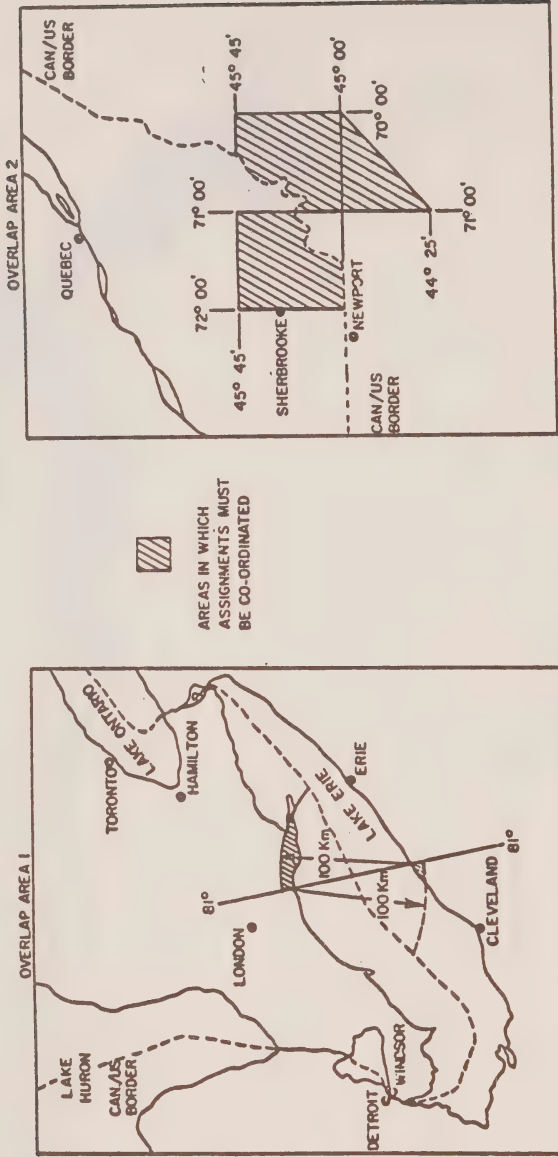 OVERLAP AREA 1
LAKE
HURON
CAN/US
BORDER
TORONTO
LAKE ONTARIO
HAMILTON
81°
LONDON
100 Km
100 Km
LAKE ERIE
ERIE
DETROIT
WINDSOR
CLEVELAND
81°
AREAS IN WHICH
ASSIGNMENTS MUST
BE CO-ORDINATED
OVERLAP AREA 2
QUEBEC
CAN/US
BORDER
72° 00'
71° 00'
45° 45'
45° 45'
SHERBROOKE
NEWPORT
45° 00'
CAN/US
BORDER
70° 00'
44° 25'
71° 00'